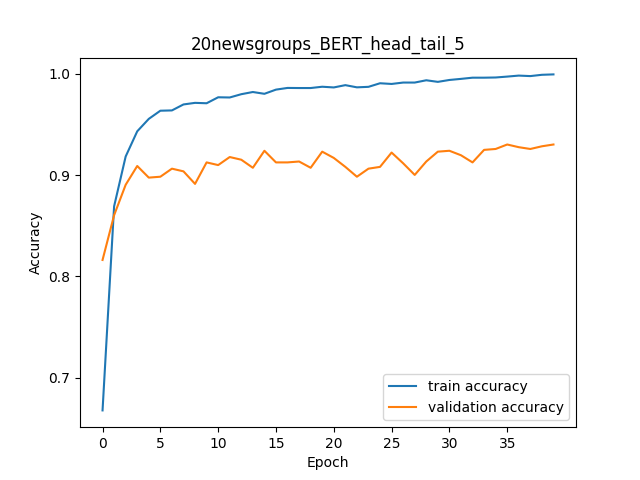 20newsgroups_BERT_head_tail_5
1.0
0.9
0.8
0.7
Accuracy
0 5 10 15 20 25 30 35
Epoch
train accuracy
validation accuracy